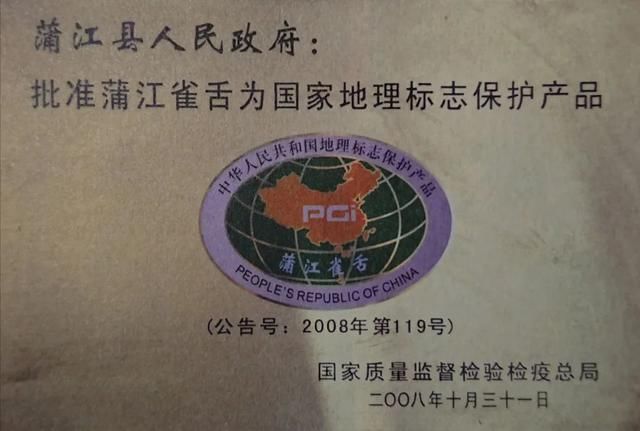 蒲江县人民政府：
批准蒲江雀舌为国家地理标志保护产品
中华人民共和国地理标志保护产品
PGi
蒲江雀舌
PEOPLE'S REPUBLIC OF CHINA
(公告号：2008年第119号)
国家质量监督检验检疫总局
二〇〇八年十月三十一日